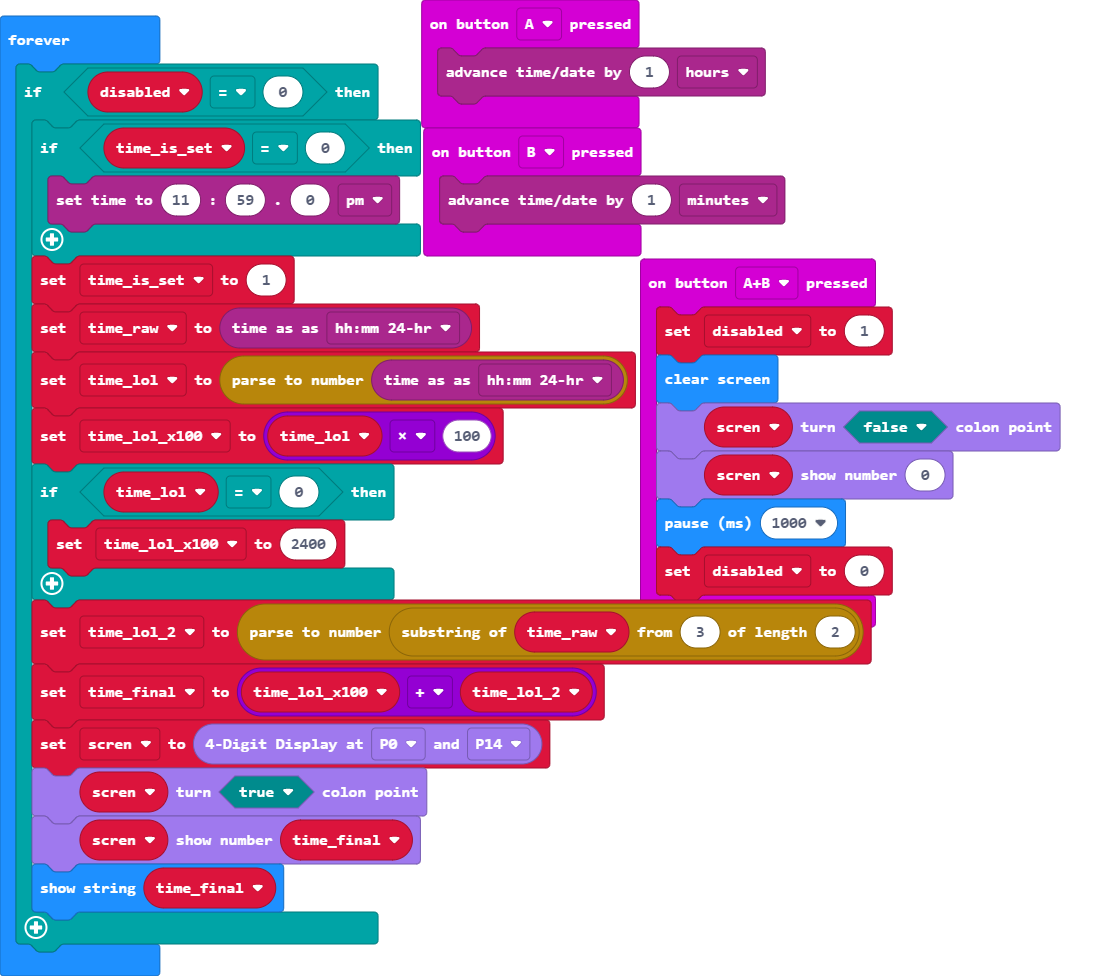 forever
if disabled = 0 then
if time_is_set = 0 then
set time to 11 : 59 . 0 pm
set time_is_set to 1
set time_raw to time as as hh:mm 24-hr
set time_lol to parse to number time as as hh:mm 24-hr
set time_lol_x100 to time_lol × 100
if time_lol = 0 then
set time_lol_x100 to 2400
set time_lol_2 to parse to number substring of time_raw from 3 of length 2
set time_final to time_lol_x100 + time_lol_2
set scren to 4-Digit Display at P0 and P14
scren turn true colon point
scren show number time_final
show string time_final
on button A pressed
advance time/date by 1 hours
on button B pressed
advance time/date by 1 minutes
on button A+B pressed
set disabled to 1
clear screen
scren turn false colon point
scren show number 0
pause (ms) 1000
set disabled to 0